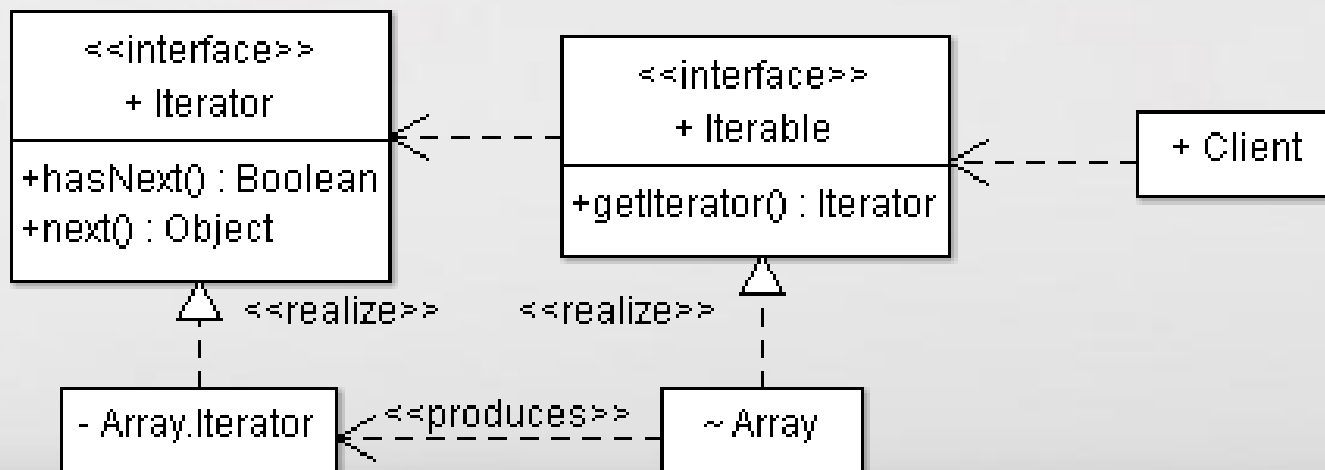 <<interface>>
+ Iterator
+hasNext() : Boolean
+next() : Object
<<interface>>
+ Iterable
+getIterator() : Iterator
+ Client
<<realize>>
<<realize>>
- Array.Iterator
<<produces>>
~ Array